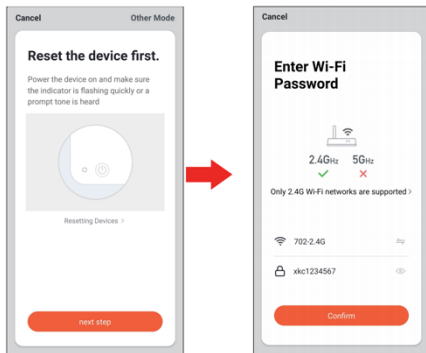 Cancel
Other Mode
Reset the device first.
Power the device on and make sure
the indicator is flashing quickly or a
prompt tone is heard
Resetting Devices >
next step
Cancel
Enter Wi-Fi
Password
2.4GHz 5GHz
Only 2.4G Wi-Fi networks are supported >
702-2.4G
xkc1234567
Confirm